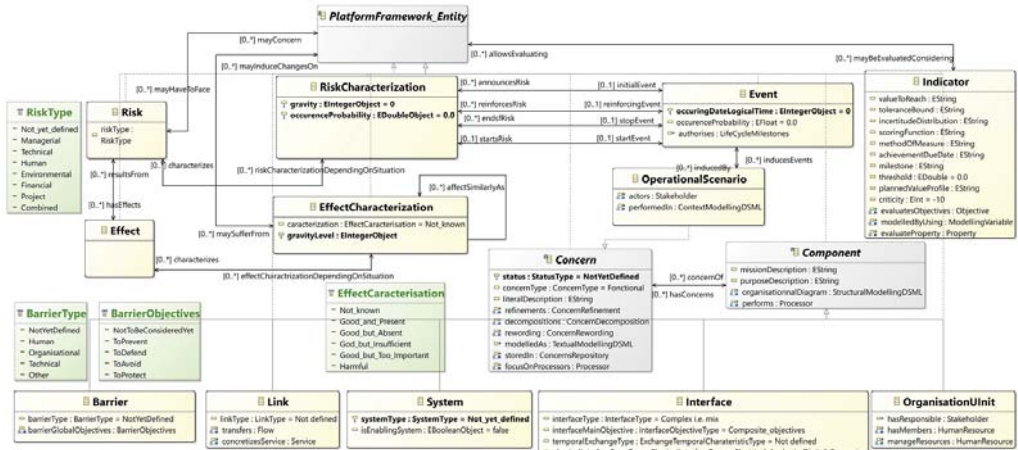 PlatformFramework_Entity
[0..*] mayConcern
[0..*] allowsEvaluating
[0..*] mayInduceChangesOn
[0..*] mayBeEvaluatedConsidering
[0..*] mayHaveToFace
RiskType
Not_yet_defined
Managerial
Technical
Human
Environmental
Financial
Project
Combined
Risk
riskType :
RiskType
RiskCharacterization
gravity : EIntegerObject = 0
occurenceProbability : EDoubleObject = 0.0
[0..*] announcesRisk
[0..1] initialEvent
[0..*] reinforcesRisk
[0..1] reinforcingEvent
[0..*] endsRisk
[0..1] stopEvent
[0..*] startsRisk
[0..1] startEvent
Event
occuringDateLogicalTime : EIntegerObject = 0
occurenceProbability : EFloat = 0.0
authorises : LifeCycleMilestones
Indicator
valueToReach : EString
toleranceBound : EString
incertitudeDistribution : EString
scoringFunction : EString
methodOfMeasure : EString
achievementDueDate : EString
milestone : EString
threshold : EDouble = 0.0
plannedValueProfile : EString
criticity : Eint = -10
evaluatesObjectives : Objective
modelledByUsing : ModellingVariable
evaluateProperty : Property
[0..*] characterizes
[0..*] resultsFrom
[0..*] riskCharacterizationDependingOnSituation
[0..*] inducedBy
[0..*] inducesEvents
[0..*] affectSimilarlyAs
OperationalScenario
actors : Stakeholder
performedIn : ContextModellingDSML
[0..*] hasEffects
EffectCharacterization
caracterization : EffectCaracterisation = Not_known
gravityLevel : EIntegerObject
Effect
[0..*] maySufferFrom
[0..*] characterizes
[0..*] effectCharactrizationDependingOnSituation
Concern
status : StatusType = NotYetDefined
concernType : ConcernType = Fonctional
literalDescription : EString
refinements : ConcernRefinement
decompositions : ConcernDecomposition
rewording : ConcernRewording
modelledAs : TextualModellingDSML
storedIn : ConcernsRepository
focusOnProcessors : Processor
[0..*] concernOf
[0..*] hasConcerns
Component
missionDescription : EString
purposeDescription : EString
organisationnalDiagram : StructuralModellingDSML
performs : Processor
EffectCaracterisation
Not_known
Good_and_Present
Good_but_Absent
God_but_Insufficient
Good_but_Too_Important
Harmful
BarrierType
NotYetDefined
Human
Organisational
Technical
Other
BarrierObjectives
NotToBeConsideredYet
ToPrevent
ToDefend
ToAvoid
ToProtect
Barrier
barrierType : BarrierType = NotYetDefined
barrierGlobalObjectives : BarrierObjectives
Link
linkType : LinkType = Not defined
transfers : Flow
concretizesService : Service
System
systemType : SystemType = Not_yet_defined
isEnablingSystem : EBooleanObject = false
Interface
interfaceType : InterfaceType = Complex i.e. mix
interfaceMainObjective : InterfaceObjectiveType = Composite_objectives
temporalExchangeType : ExchangeTemporalCharateristicType = Not defined
OrganisationUInit
hasResponsible : Stakeholder
hasMembers : HumanResource
manageResources : HumanResource